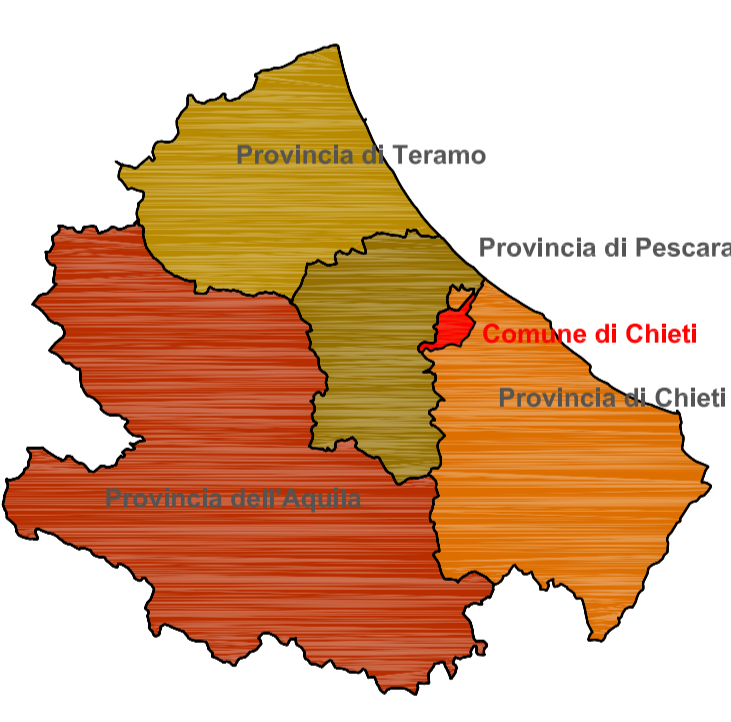 Provincia di Teramo
Provincia di Pescara
Comune di Chieti
Provincia di Chieti
Provincia dell'Aquila